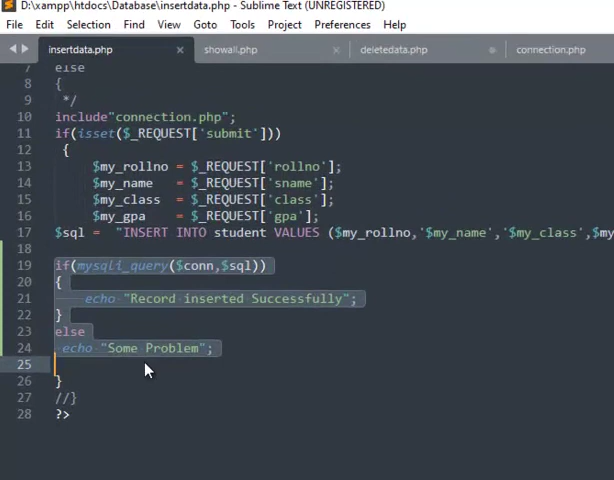 D:\xampp\htdocs\Database\insertdata.php - Sublime Text (UNREGISTERED)
File Edit Selection Find View Goto Tools Project Preferences Help
insertdata.php × showall.php × deletedata.php connection.php
7 else
8 {
9 */
10 include"connection.php";
11 if(isset($_REQUEST['submit']))
12 {
13 $my_rollno = $_REQUEST['rollno'];
14 $my_name = $_REQUEST['sname'];
15 $my_class = $_REQUEST['class'];
16 $my_gpa = $_REQUEST['gpa'];
17 $sql = "INSERT INTO student VALUES ($my_rollno,'$my_name','$my_class',$my
18
19 if(mysqli_query($conn,$sql))
20 {
21 echo "Record inserted Successfully";
22 }
23 else
24 echo "Some Problem";
25
26 }
27 //}
28 ?>